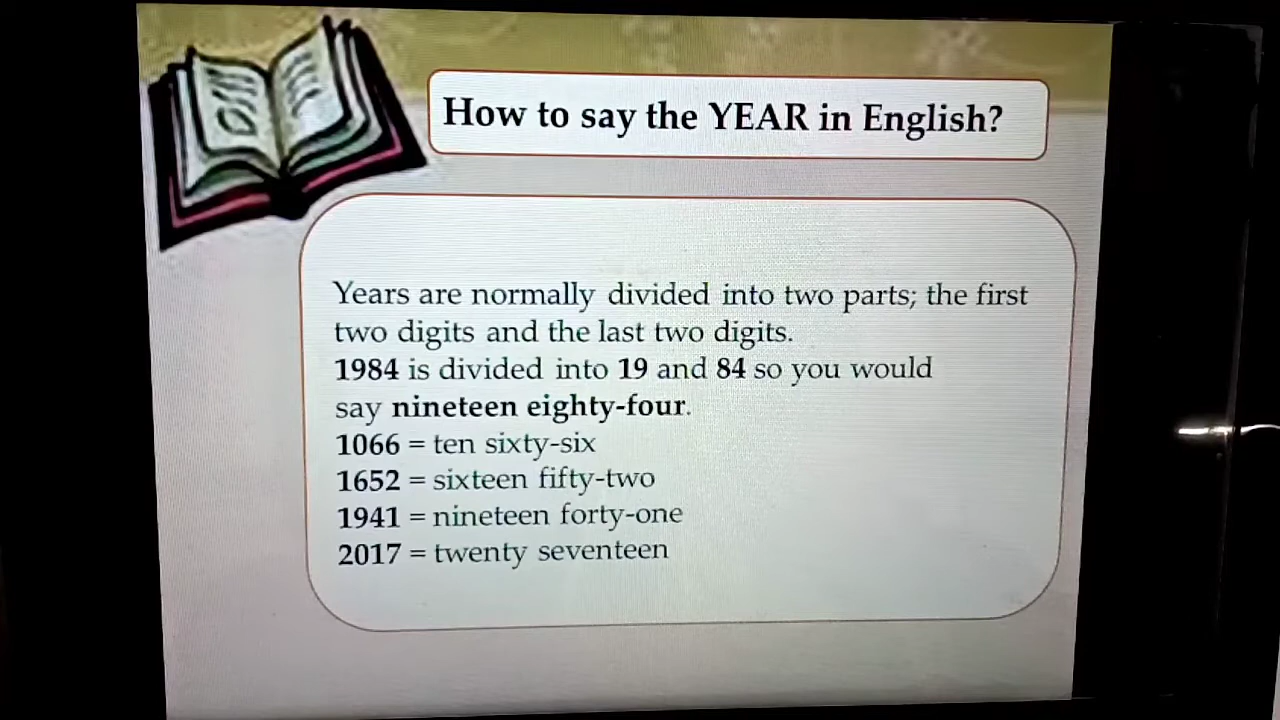 How to say the YEAR in English?
Years are normally divided into two parts; the first
two digits and the last two digits.
1984 is divided into 19 and 84 so you would
say nineteen eighty-four.
1066 = ten sixty-six
1652 = sixteen fifty-two
1941 = nineteen forty-one
2017 = twenty seventeen